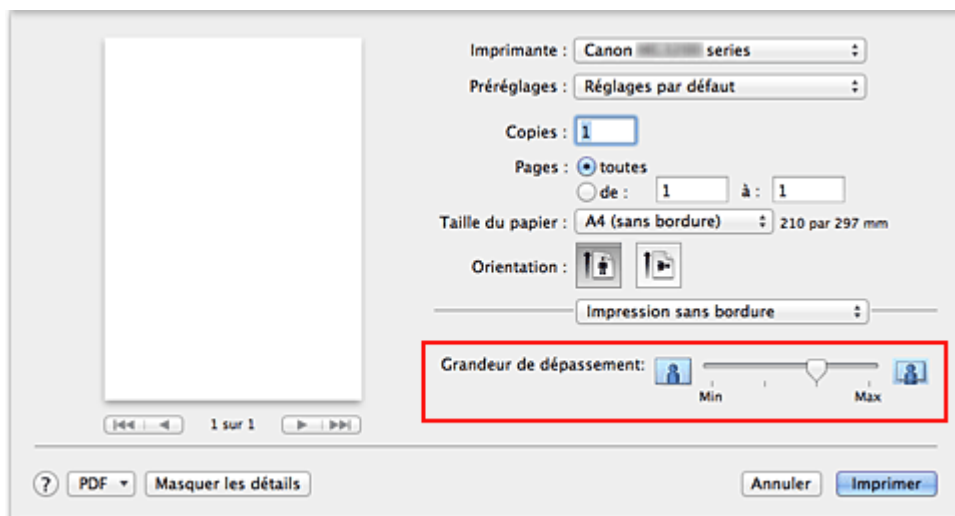 Imprimante : Canon series
Préréglages : Réglages par défaut
Copies : 1
Pages : toutes
de : 1 à : 1
Taille du papier : A4 (sans bordure) 210 par 297 mm
Orientation :
Impression sans bordure
Grandeur de dépassement:
Min Max
1 sur 1
? PDF Masquer les détails Annuler Imprimer